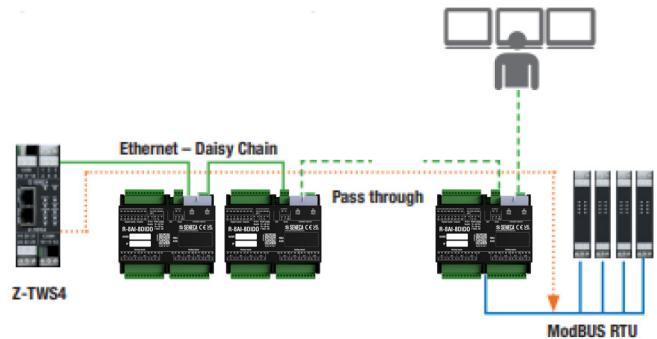 Ethernet – Daisy Chain
Pass through
R-8AI-8DIDO
SENECA
R-8AI-8DIDO
SENECA
R-8AI-8DIDO
SENECA
Z-TWS4
ModBUS RTU